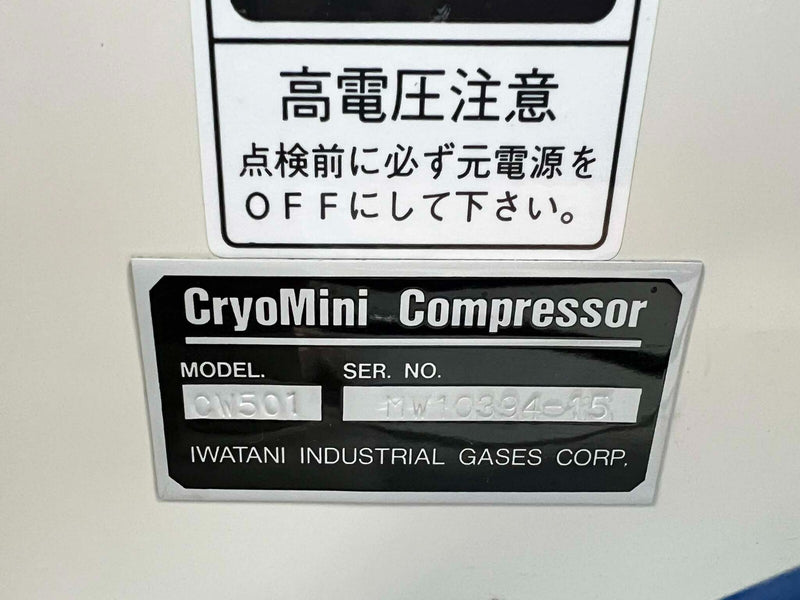 高電圧注意
点検前に必ず元電源を
OFFにして下さい。
CryoMini Compressor
MODEL. SER. NO.
CW501 MW10394-15
IWATANI INDUSTRIAL GASES CORP.